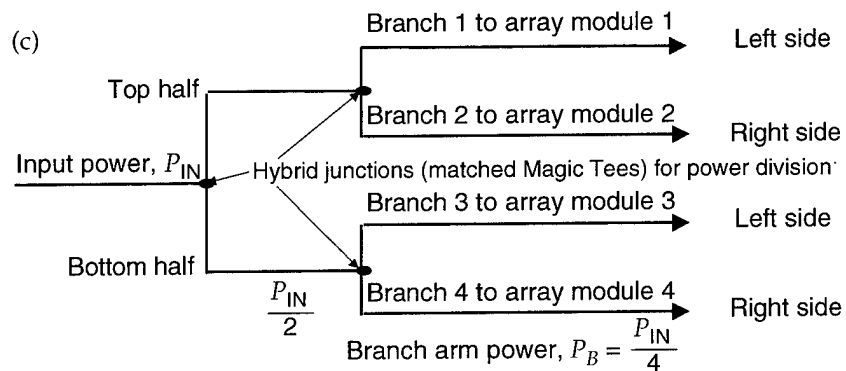 (c)
Branch 1 to array module 1
Left side
Top half
Branch 2 to array module 2
Right side
Input power, P_IN
Hybrid junctions (matched Magic Tees) for power division
Branch 3 to array module 3
Left side
Bottom half
P_IN/2
Branch 4 to array module 4
Right side
Branch arm power, P_B = P_IN/4